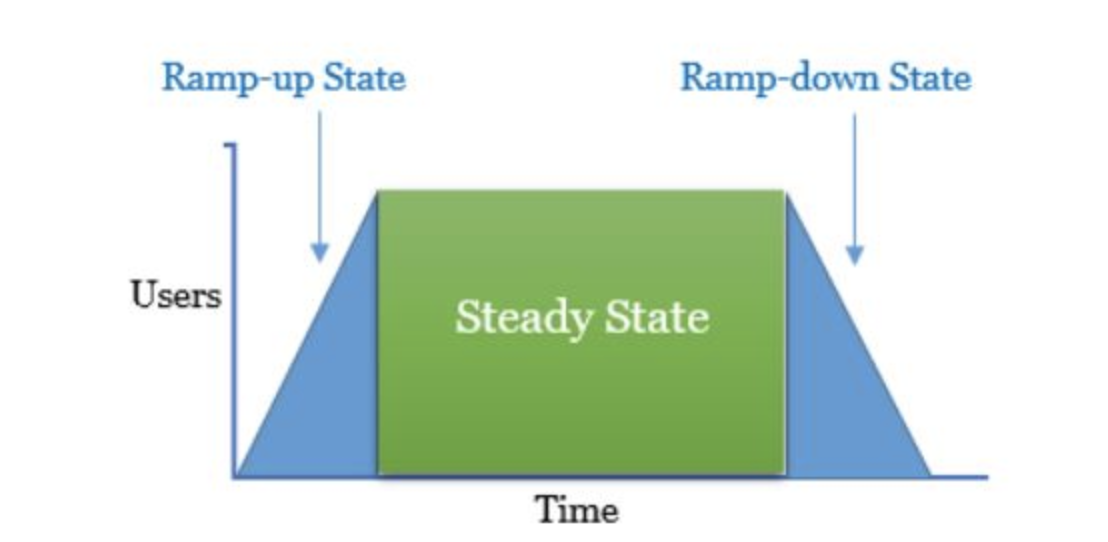 Ramp-up State
Ramp-down State
Users
Steady State
Time